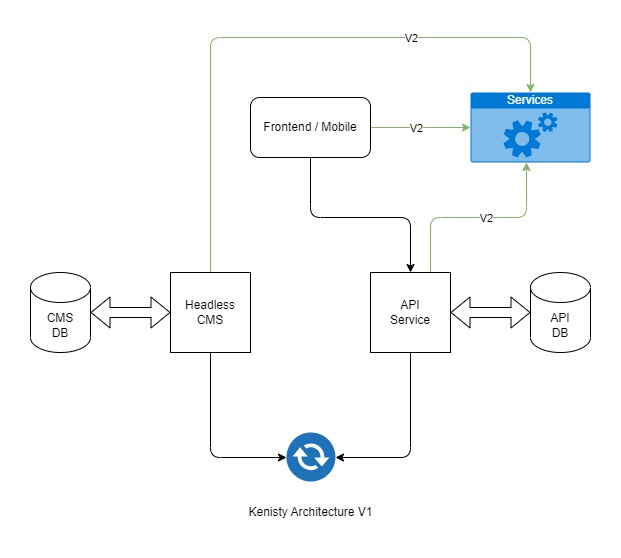 V2
Services
Frontend / Mobile
V2
V2
CMS
DB
Headless
CMS
API
Service
API
DB
Kenisty Architecture V1